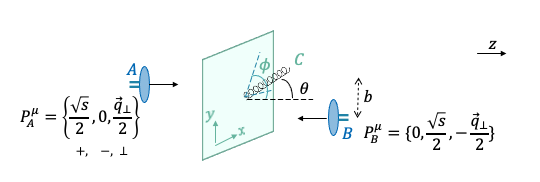 z
C
ϕ
A
θ
b
P_A^μ = {√s/2, 0, q⃗⊥/2}
+, −, ⊥
y
x
B
P_B^μ = {0, √s/2, −q⃗⊥/2}